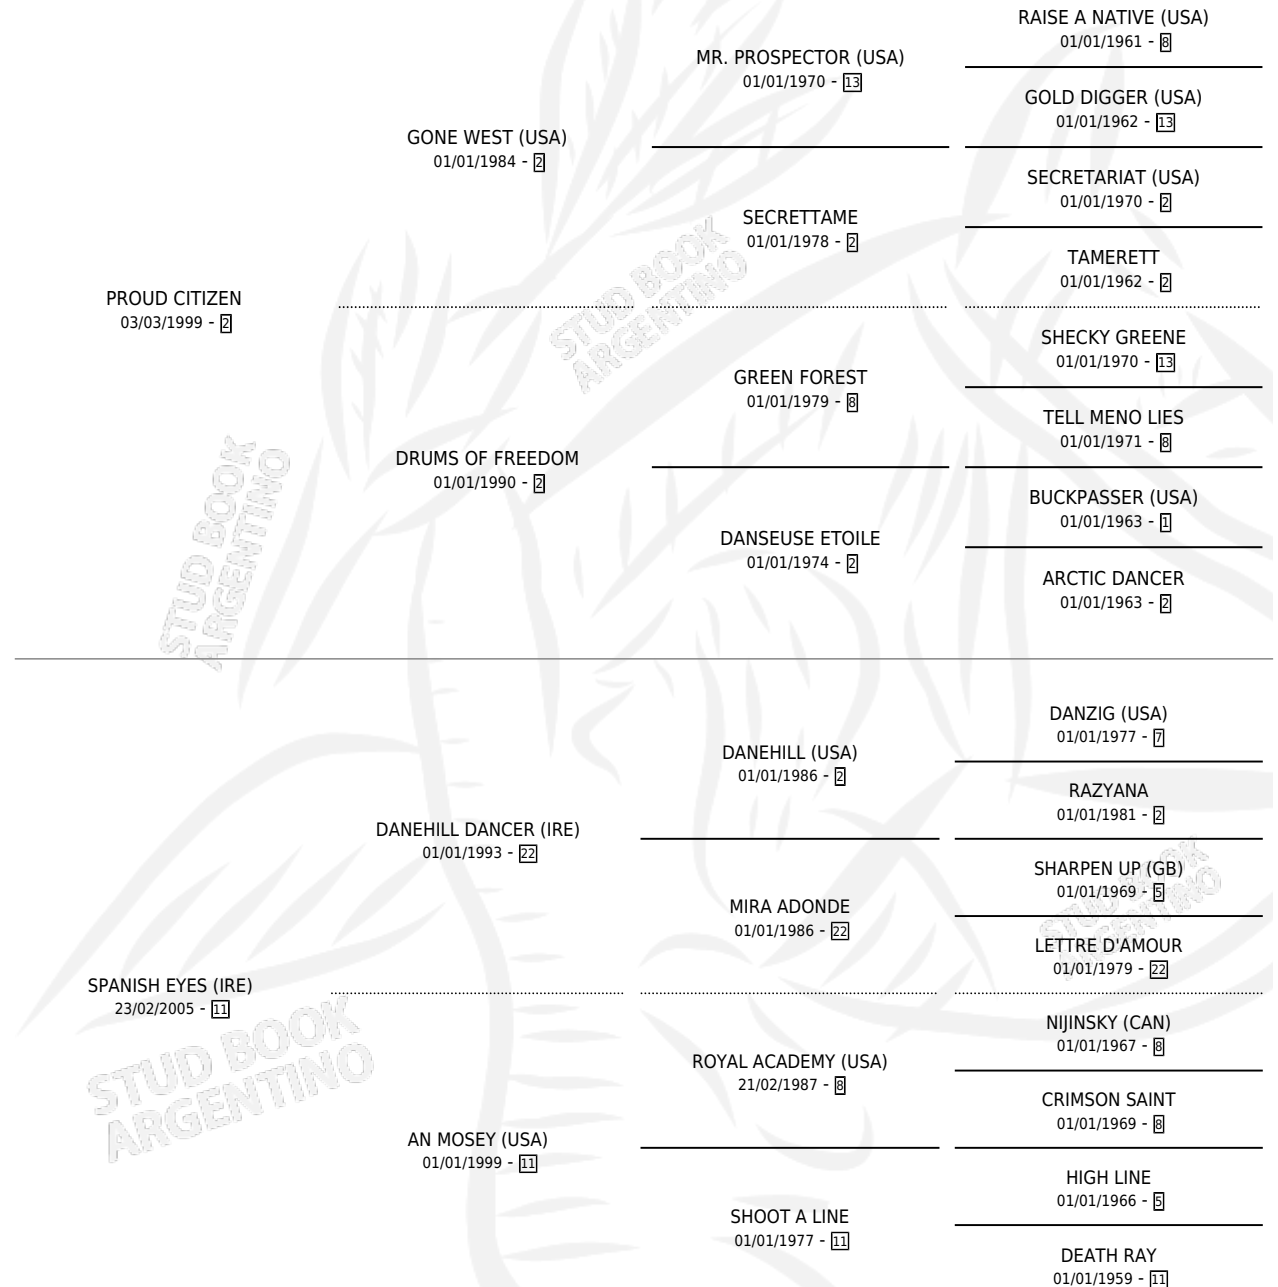 RAISE A NATIVE (USA)
01/01/1961 - 8
MR. PROSPECTOR (USA)
01/01/1970 - 13
GOLD DIGGER (USA)
01/01/1962 - 13
GONE WEST (USA)
01/01/1984 - 2
SECRETARIAT (USA)
01/01/1970 - 2
SECRETTAME
01/01/1978 - 2
TAMERETT
01/01/1962 - 2
PROUD CITIZEN
03/03/1999 - 2
SHECKY GREENE
01/01/1970 - 13
GREEN FOREST
01/01/1979 - 8
TELL MENO LIES
01/01/1971 - 8
DRUMS OF FREEDOM
01/01/1990 - 2
BUCKPASSER (USA)
01/01/1963 - 1
DANSEUSE ETOILE
01/01/1974 - 2
ARCTIC DANCER
01/01/1963 - 2
DANZIG (USA)
01/01/1977 - 7
DANEHILL (USA)
01/01/1986 - 2
RAZYANA
01/01/1981 - 2
DANEHILL DANCER (IRE)
01/01/1993 - 22
SHARPEN UP (GB)
01/01/1969 - 5
MIRA ADONDE
01/01/1986 - 22
LETTRE D'AMOUR
01/01/1979 - 22
SPANISH EYES (IRE)
23/02/2005 - 11
NIJINSKY (CAN)
01/01/1967 - 8
ROYAL ACADEMY (USA)
21/02/1987 - 8
CRIMSON SAINT
01/01/1969 - 8
AN MOSEY (USA)
01/01/1999 - 11
HIGH LINE
01/01/1966 - 5
SHOOT A LINE
01/01/1977 - 11
DEATH RAY
01/01/1959 - 11
STUD BOOK
ARGENTINO
STUD BOOK
ARGENTINO
STUD BOOK
ARGENTINO
STUD BOOK
ARGENTINO